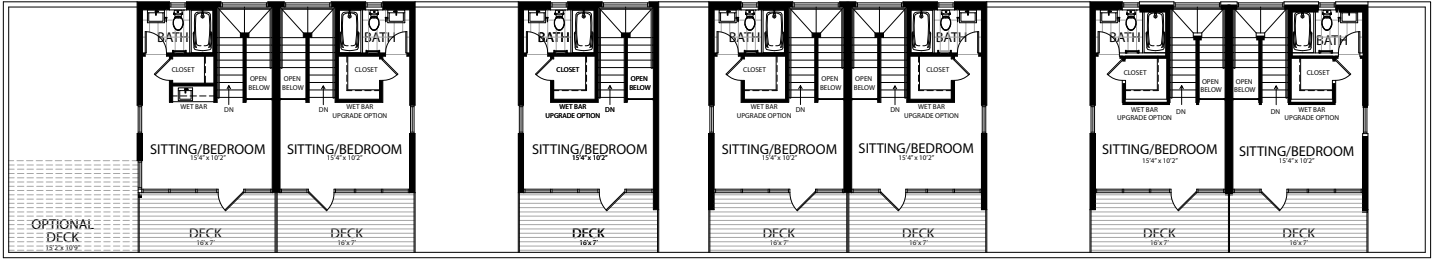 BATH
CLOSET
OPEN
BELOW
WET BAR
DN
SITTING/BEDROOM
15'4" x 10'2"
OPTIONAL
DECK
15'2"x 10'9"
DECK
16'x 7'
BATH
CLOSET
OPEN
BELOW
WET BAR
UPGRADE OPTION
DN
SITTING/BEDROOM
15'4" x 10'2"
DECK
16'x 7'
BATH
CLOSET
OPEN
BELOW
WET BAR
UPGRADE OPTION
DN
SITTING/BEDROOM
15'4" x 10'2"
DECK
16'x 7'
BATH
CLOSET
OPEN
BELOW
WET BAR
UPGRADE OPTION
DN
SITTING/BEDROOM
15'4" x 10'2"
DECK
16'x 7'
BATH
CLOSET
OPEN
BELOW
WET BAR
UPGRADE OPTION
DN
SITTING/BEDROOM
15'4" x 10'2"
DECK
16'x 7'
BATH
CLOSET
OPEN
BELOW
WET BAR
UPGRADE OPTION
DN
SITTING/BEDROOM
15'4" x 10'2"
DECK
16'x 7'
BATH
CLOSET
OPEN
BELOW
WET BAR
UPGRADE OPTION
DN
SITTING/BEDROOM
15'4" x 10'2"
DECK
16'x 7'